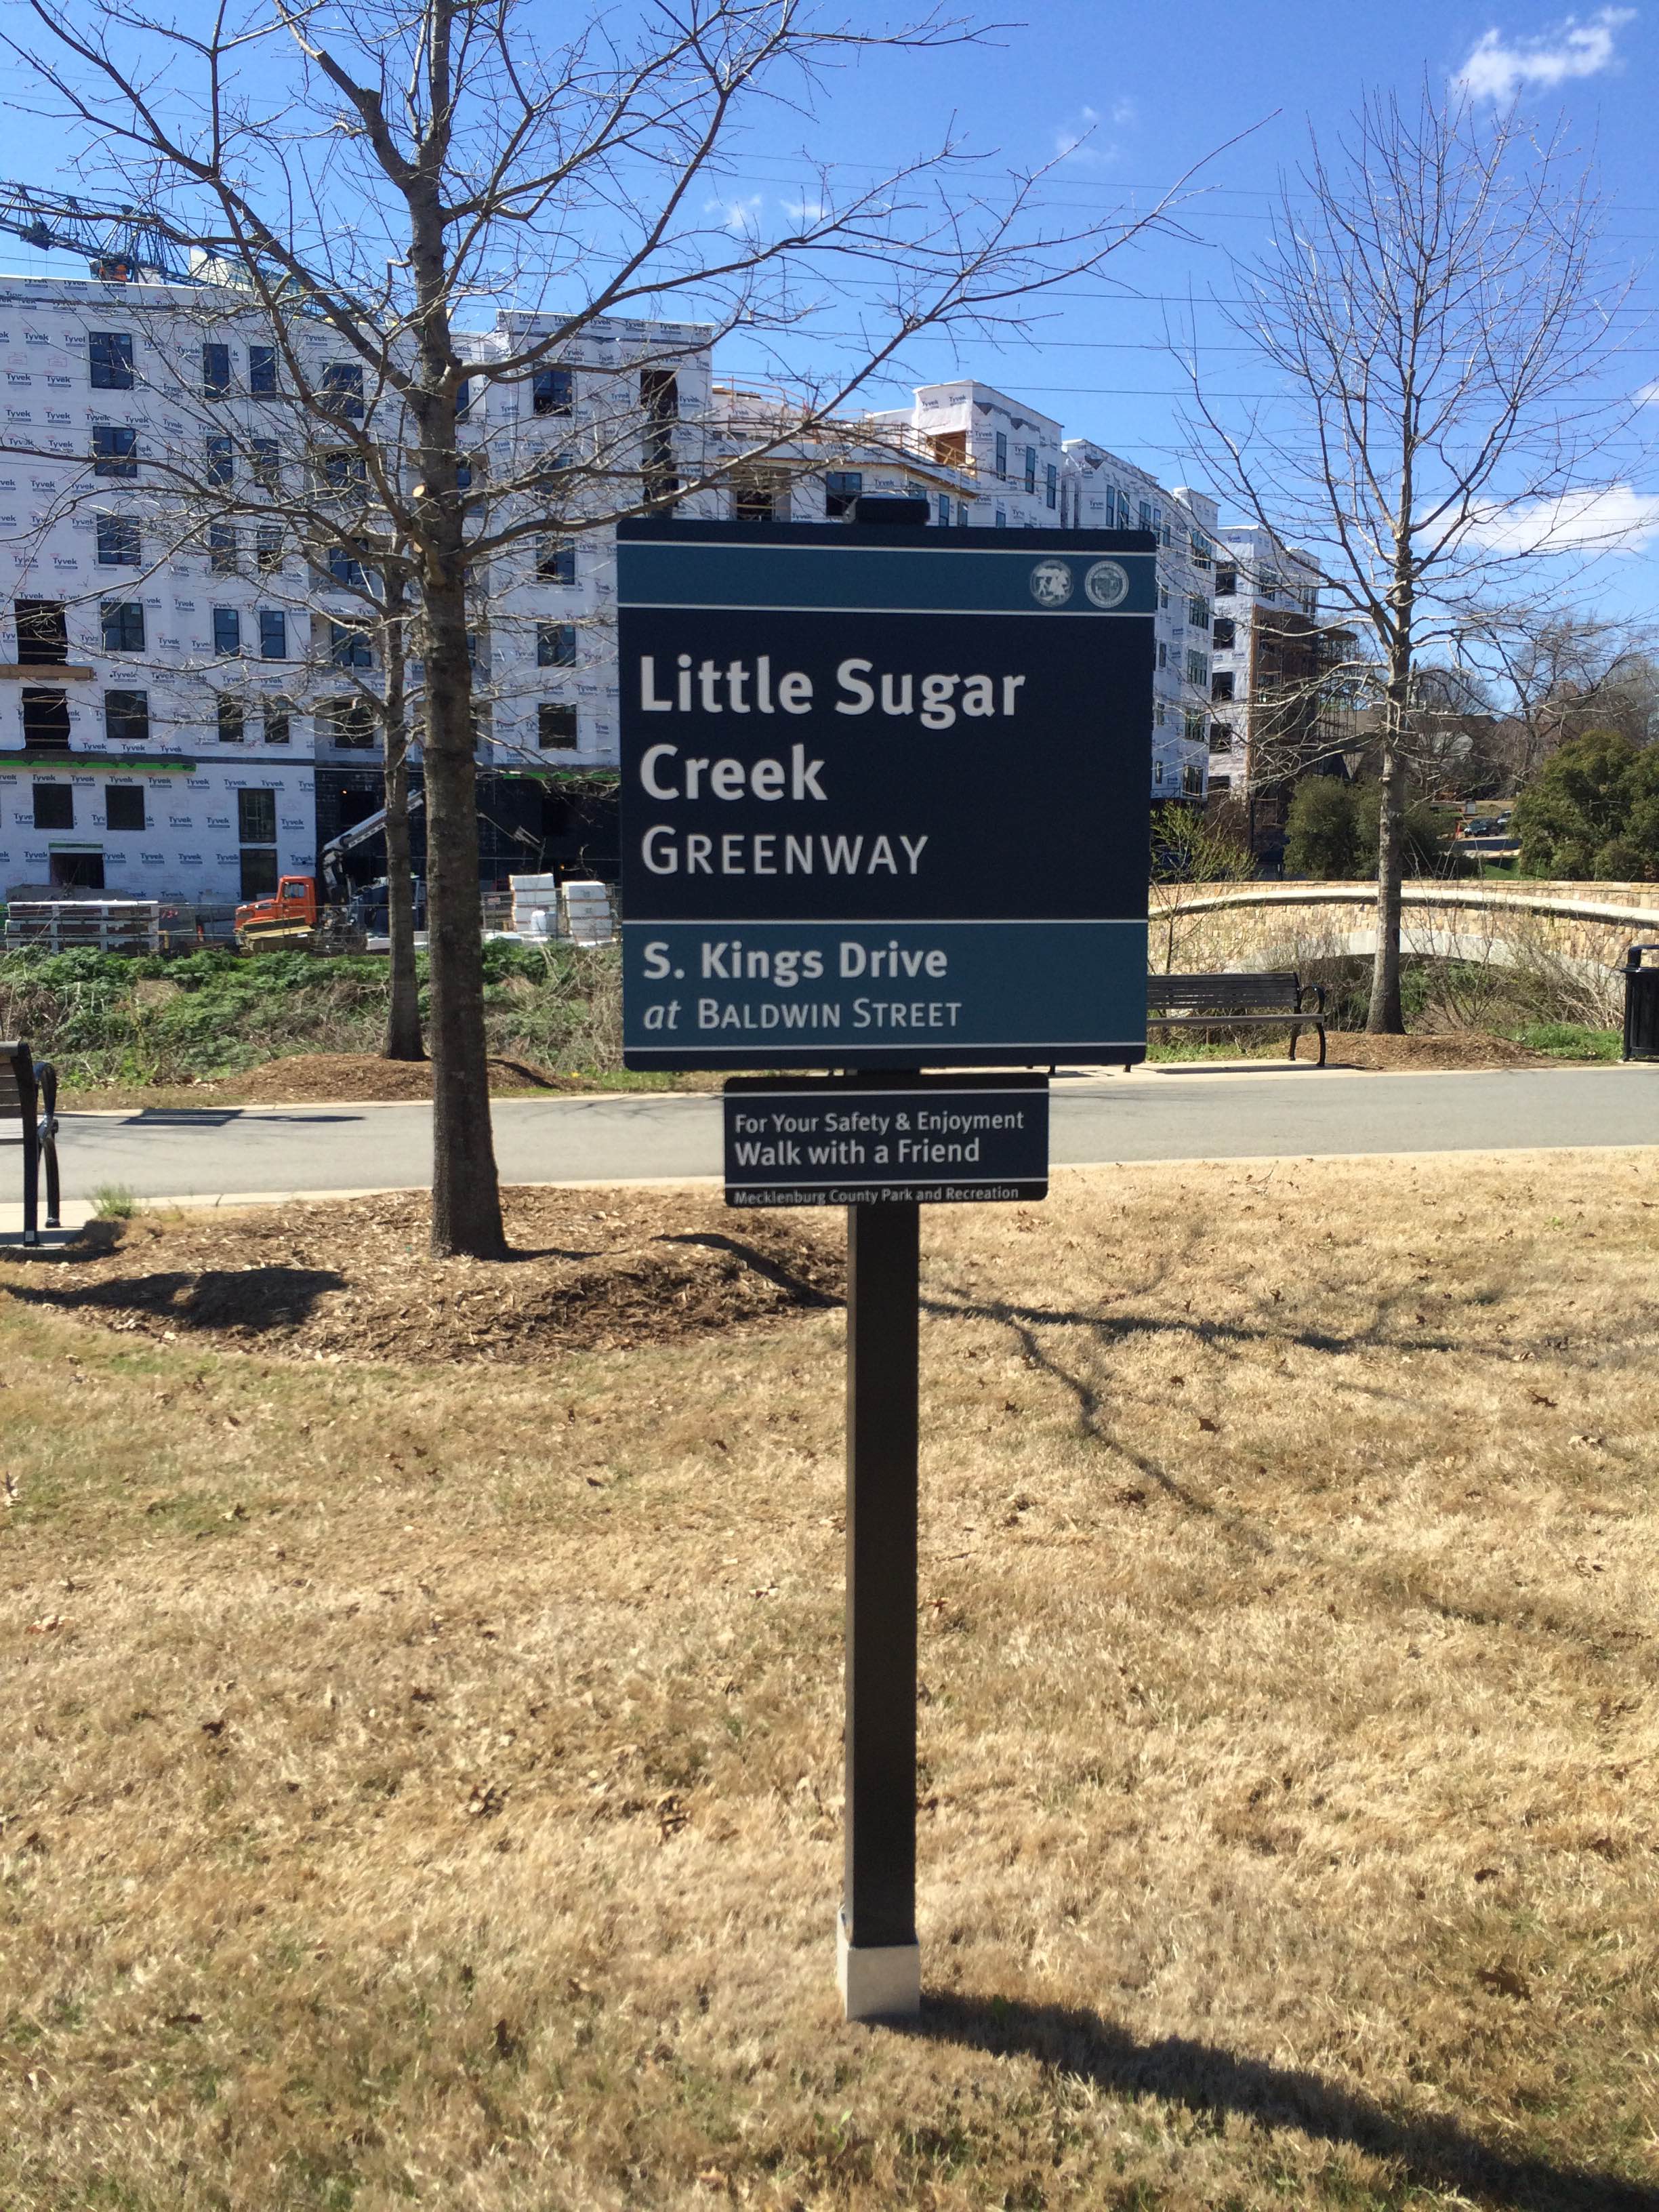 Little Sugar
Creek
GREENWAY
S. Kings Drive
at BALDWIN STREET
For Your Safety & Enjoyment
Walk with a Friend
Mecklenburg County Park and Recreation
Tyvek